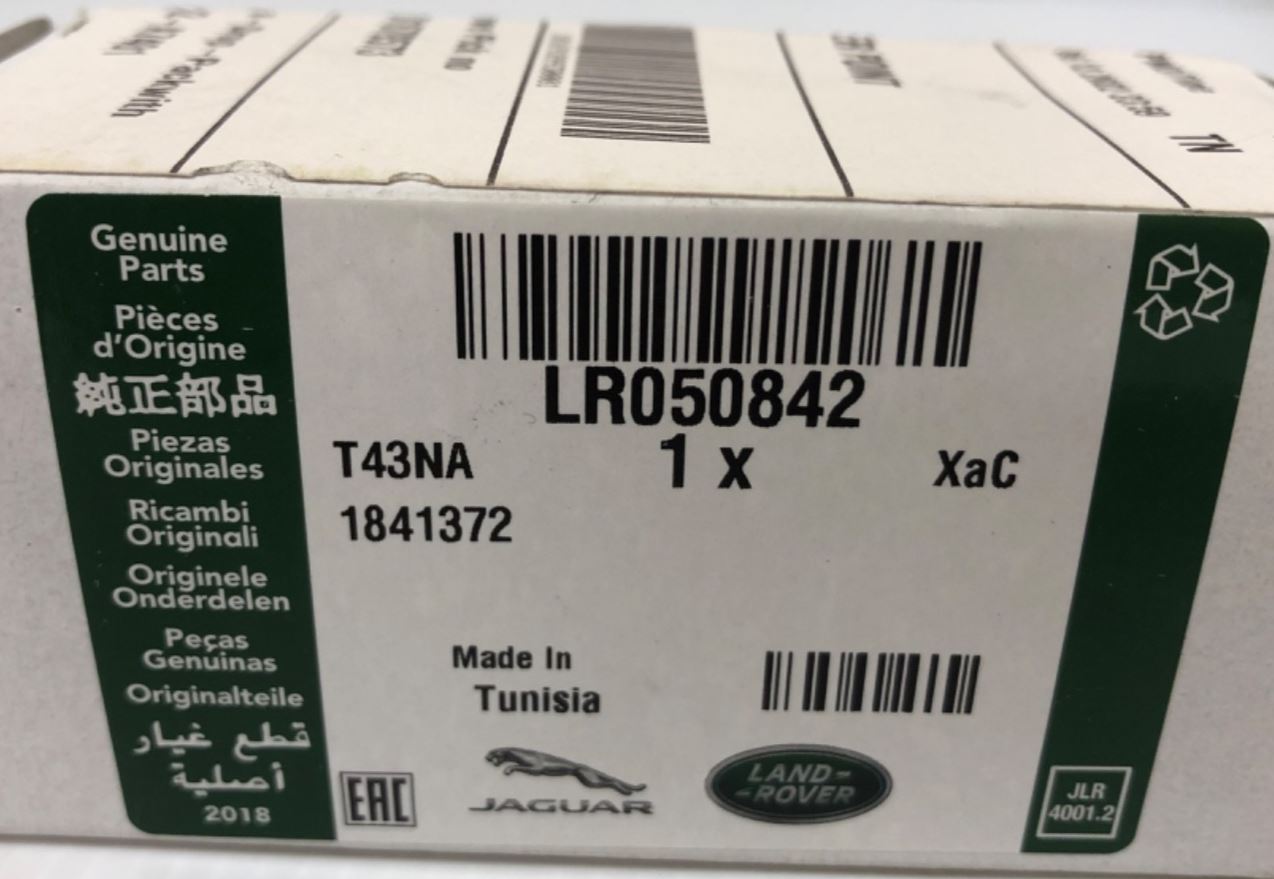 TN
Genuine
Parts
Pièces
d'Origine
純正部品
Piezas
Originales
Ricambi
Originali
Originele
Onderdelen
Peças
Genuinas
Originalteile
قطع غيار
أصلية
2018
LR050842
T43NA 1 x XaC
1841372
Made In
Tunisia
EAC
JAGUAR
LAND-
-ROVER
JLR
4001.2